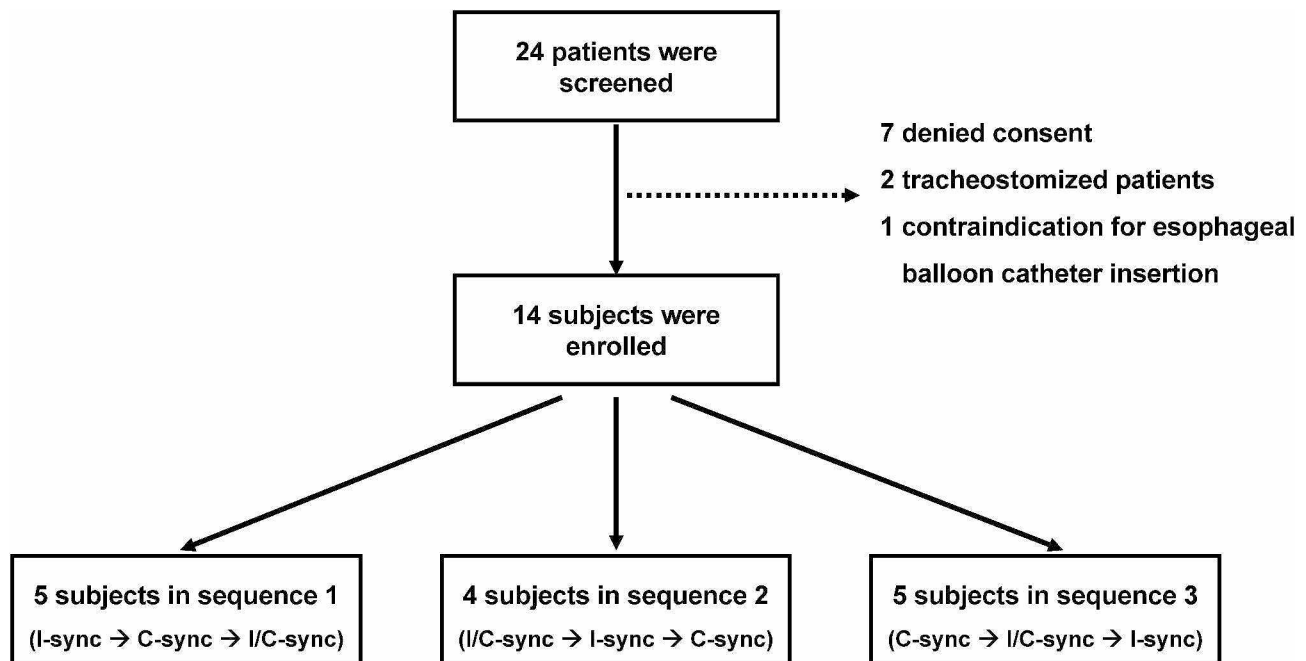 24 patients were
screened
7 denied consent
2 tracheostomized patients
1 contraindication for esophageal
balloon catheter insertion
14 subjects were
enrolled
5 subjects in sequence 1
(I-sync → C-sync → I/C-sync)
4 subjects in sequence 2
(I/C-sync → I-sync → C-sync)
5 subjects in sequence 3
(C-sync → I/C-sync → I-sync)